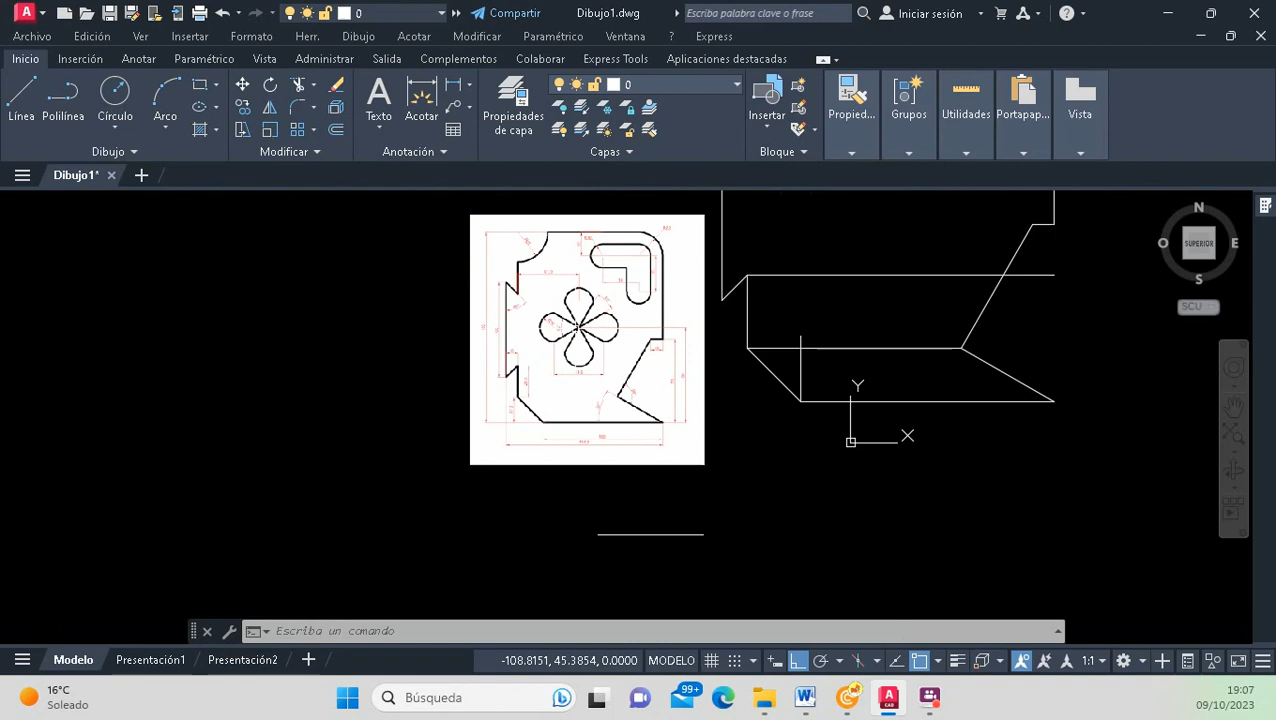 A 0 Compartir Dibujo1.dwg Escriba palabra clave o frase Iniciar sesión ?
Archivo Edición Ver Insertar Formato Herr. Dibujo Acotar Modificar Paramétrico Ventana ? Express
Inicio Inserción Anotar Paramétrico Vista Administrar Salida Complementos Colaborar Express Tools Aplicaciones destacadas
0
Línea Polilínea Círculo Arco Texto Acotar Propiedades de capa Insertar Propied... Grupos Utilidades Portapap... Vista
Dibujo Modificar Anotación Capas Bloque
Dibujo1*
N
O SUPERIOR E
S
SCU
Y
X
Escriba un comando
Modelo Presentación1 Presentación2 -108.8151, 45.3854, 0.0000 MODELO 1:1
16°C
Soleado
Búsqueda
99+
CAD
19:07
09/10/2023